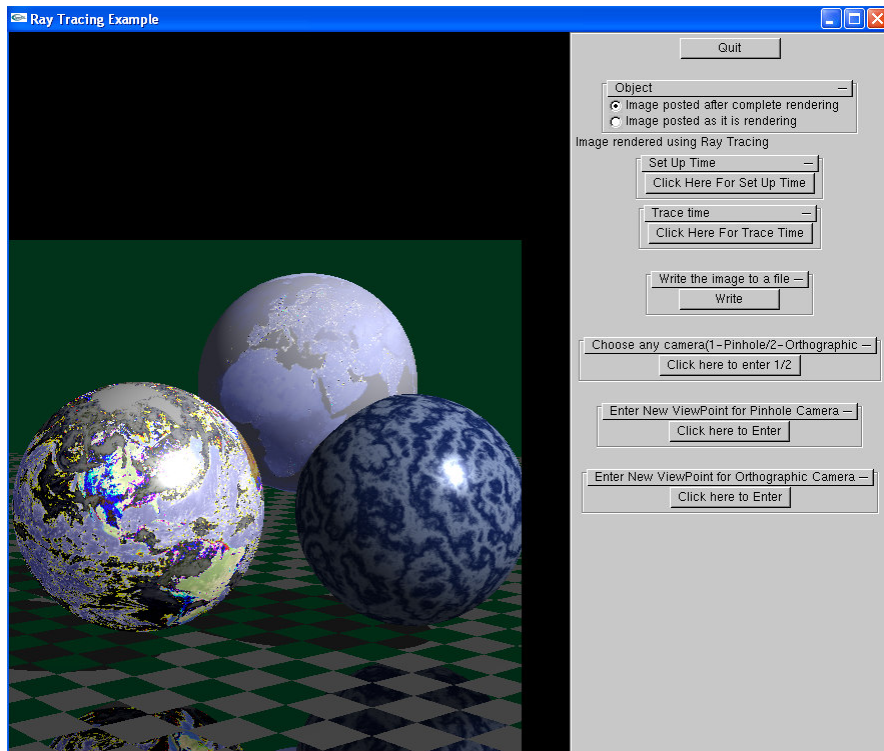 Ray Tracing Example
Quit
Object
Image posted after complete rendering
Image posted as it is rendering
Image rendered using Ray Tracing
Set Up Time
Click Here For Set Up Time
Trace time
Click Here For Trace Time
Write the image to a file
Write
Choose any camera(1-Pinhole/2-Orthographic
Click here to enter 1/2
Enter New ViewPoint for Pinhole Camera
Click here to Enter
Enter New ViewPoint for Orthographic Camera
Click here to Enter